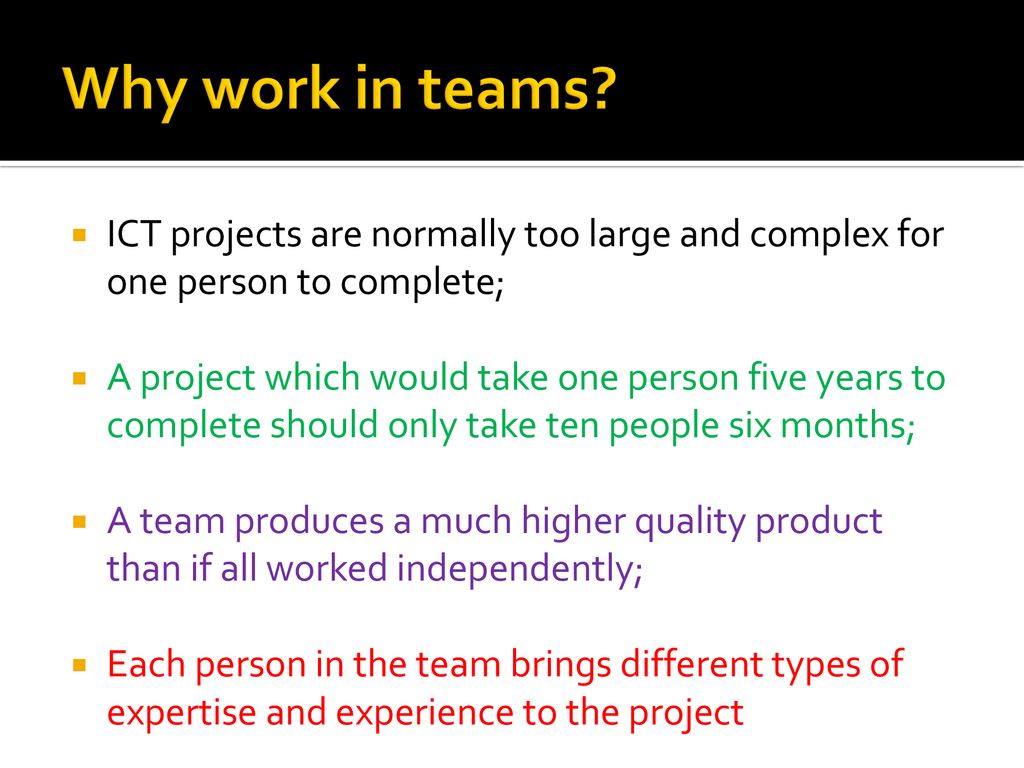 Why work in teams?
ICT projects are normally too large and complex for
one person to complete;
A project which would take one person five years to
complete should only take ten people six months;
A team produces a much higher quality product
than if all worked independently;
Each person in the team brings different types of
expertise and experience to the project